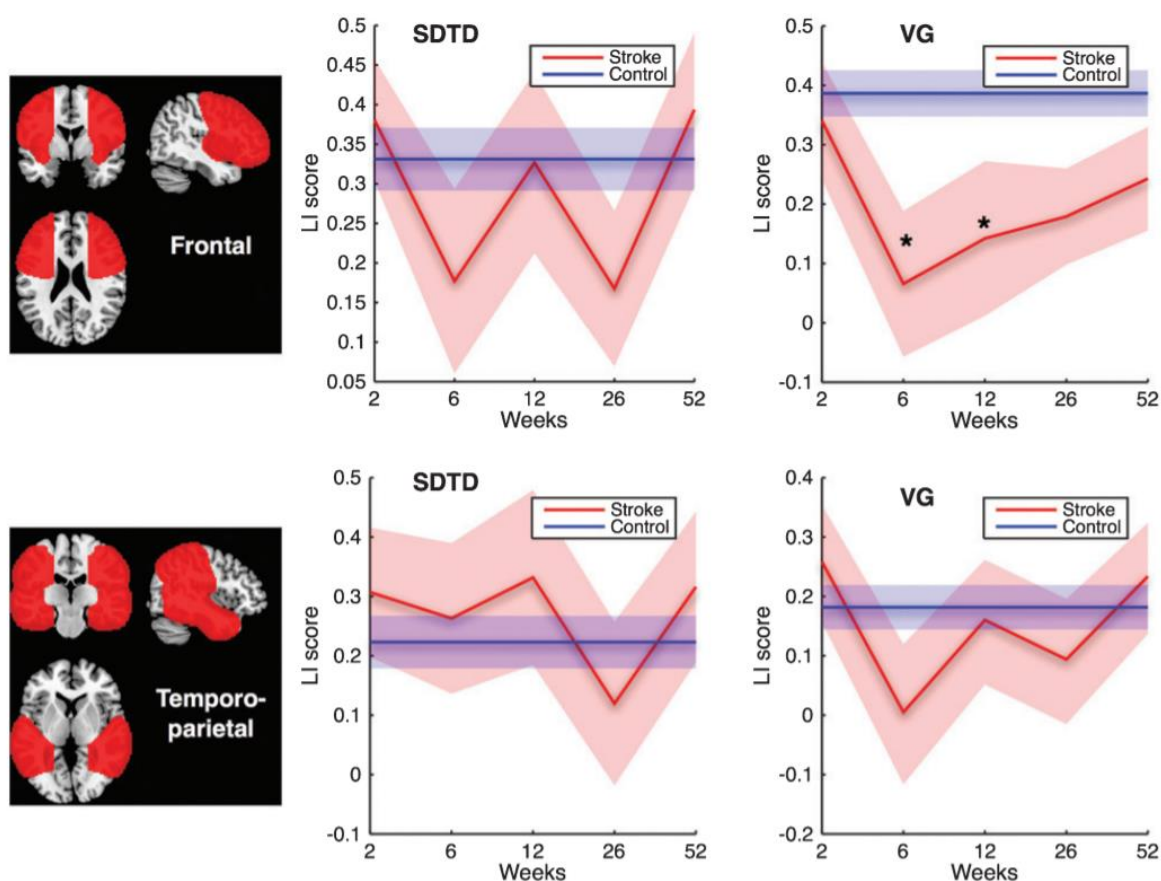 SDTD
Stroke
Control
0.5
0.45
0.4
0.35
0.3
0.25
0.2
0.15
0.1
0.05
LI score
2 6 12 26 52
Weeks
VG
Stroke
Control
0.5
0.4
0.3
0.2
0.1
0
-0.1
LI score
*
*
2 6 12 26 52
Weeks
Frontal
SDTD
Stroke
Control
0.5
0.4
0.3
0.2
0.1
0
-0.1
LI score
2 6 12 26 52
Weeks
VG
Stroke
Control
0.4
0.3
0.2
0.1
0
-0.1
-0.2
LI score
2 6 12 26 52
Weeks
Temporo-
parietal